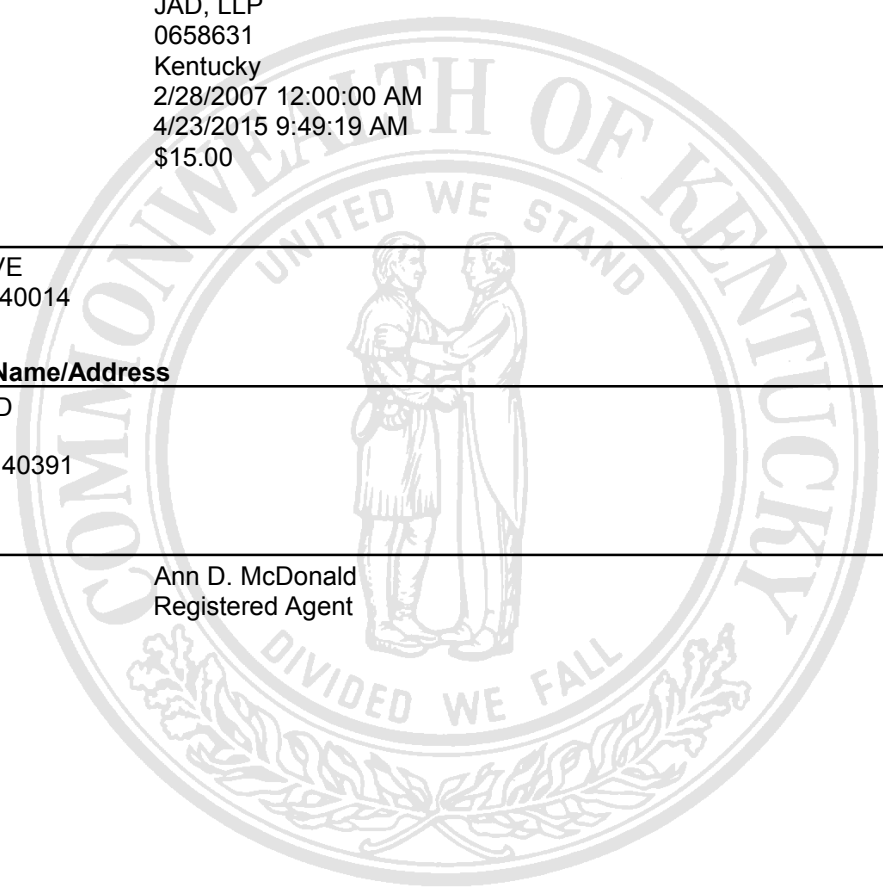 JAD, LLP
0658631
Kentucky
2/28/2007 12:00:00 AM
4/23/2015 9:49:19 AM
$15.00
VE
40014
Name/Address
D
40391
Ann D. McDonald
Registered Agent
COMMONWEALTH OF KENTUCKY
UNITED WE STAND
DIVIDED WE FALL